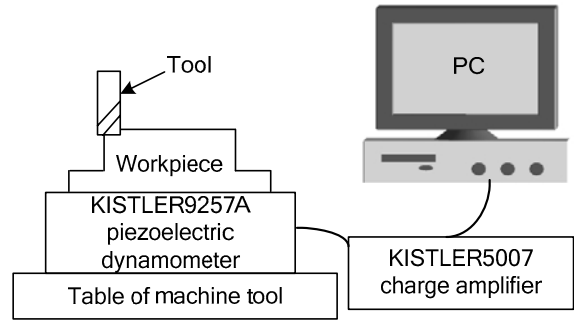 Tool
PC
Workpiece
KISTLER9257A
piezoelectric
dynamometer
KISTLER5007
charge amplifier
Table of machine tool